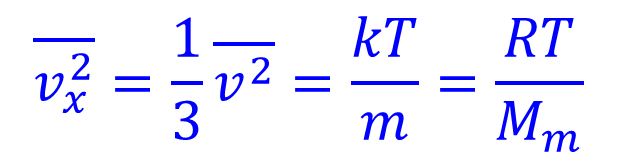 $\overline{v_x^2} = \frac{1}{3}\overline{v^2} = \frac{kT}{m} = \frac{RT}{M_m}$